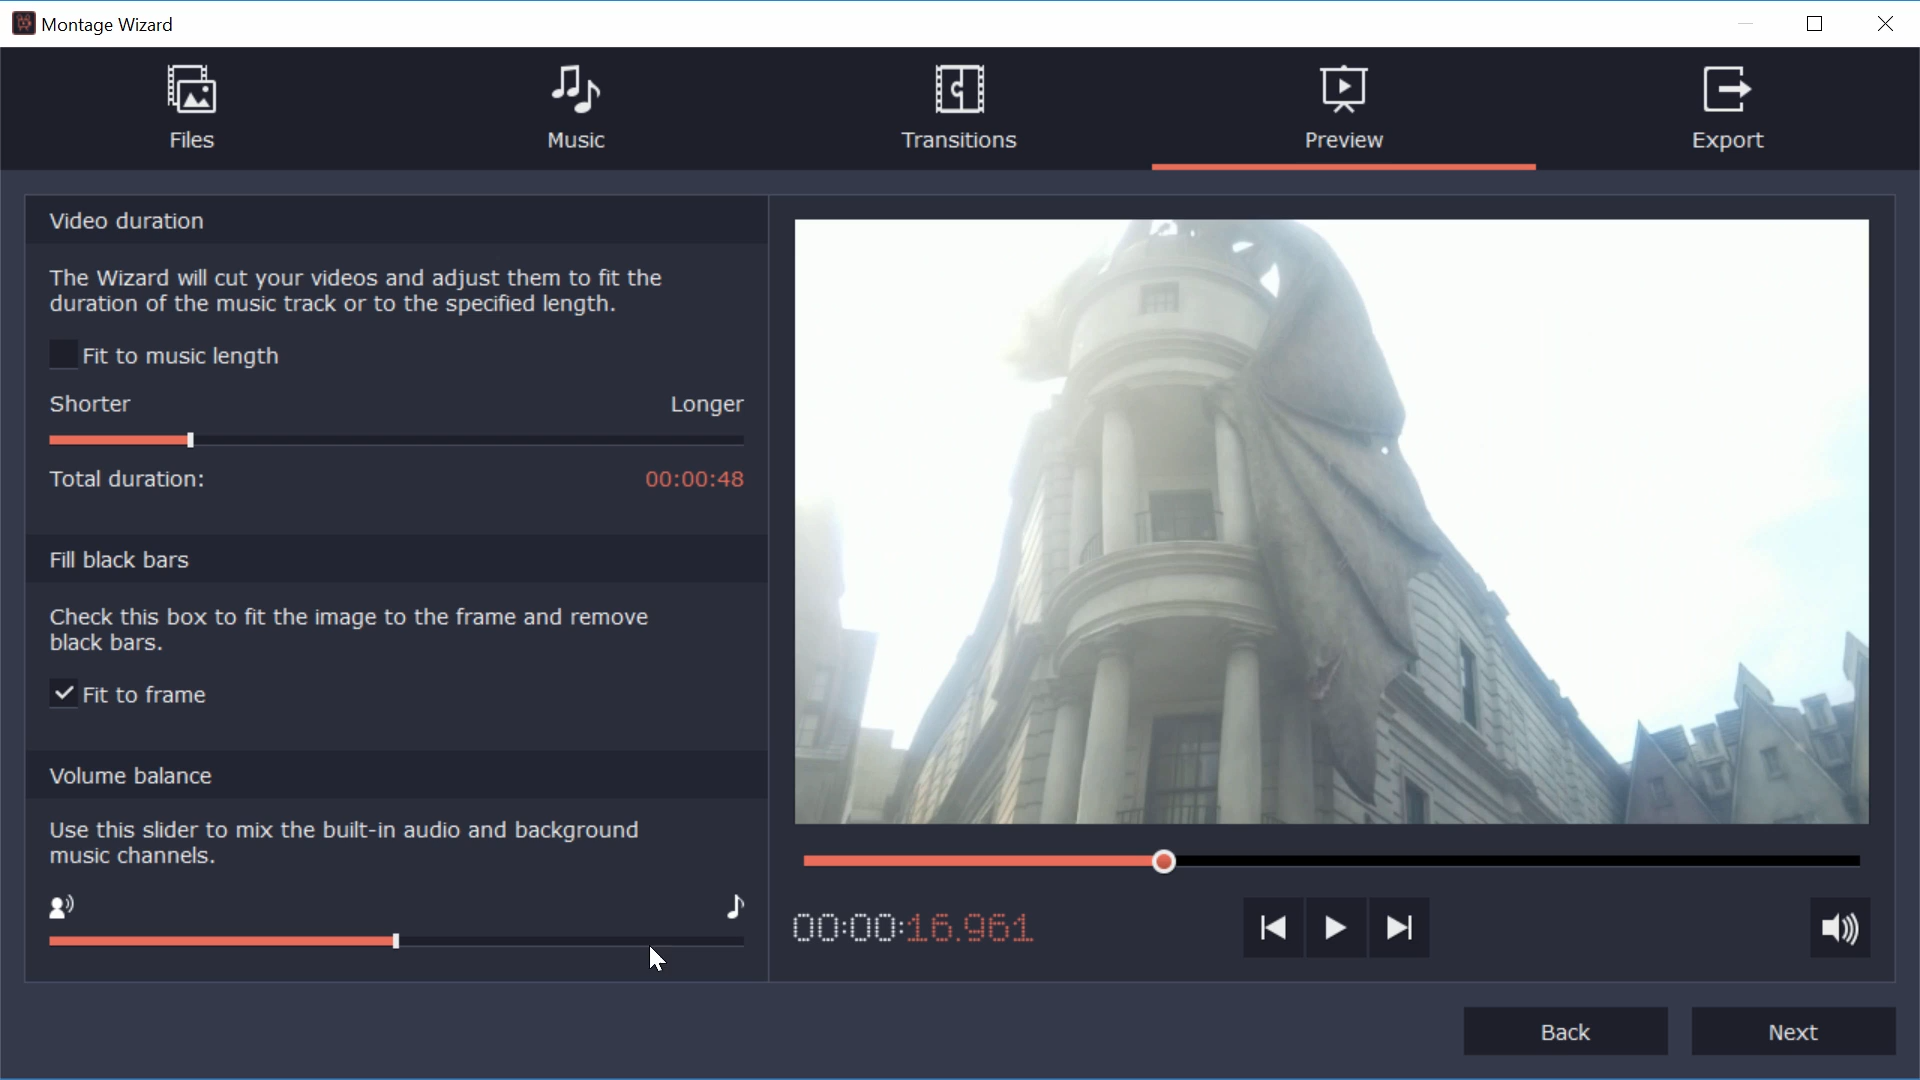 Montage Wizard
Files
Music
Transitions
Preview
Export
Video duration
The Wizard will cut your videos and adjust them to fit the
duration of the music track or to the specified length.
Fit to music length
Shorter
Longer
Total duration:
00:00:48
Fill black bars
Check this box to fit the image to the frame and remove
black bars.
Fit to frame
Volume balance
Use this slider to mix the built-in audio and background
music channels.
00:00:16.961
Back
Next